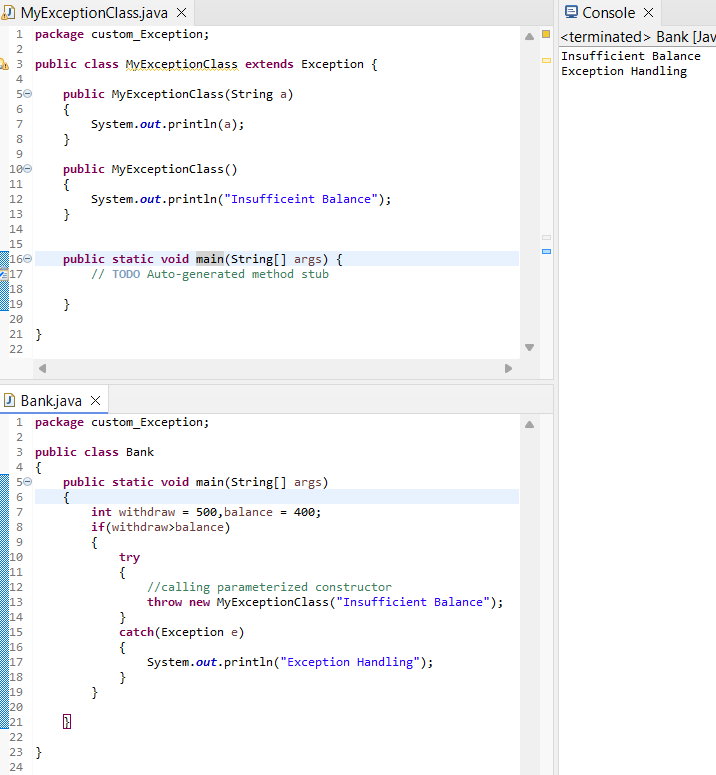 MyExceptionClass.java
1 package custom_Exception;
2
3 public class MyExceptionClass extends Exception {
4
5 public MyExceptionClass(String a)
6 {
7 System.out.println(a);
8 }
9
10 public MyExceptionClass()
11 {
12 System.out.println("Insufficeint Balance");
13 }
14
15
16 public static void main(String[] args) {
17 // TODO Auto-generated method stub
18
19 }
20
21 }
22
Bank.java
1 package custom_Exception;
2
3 public class Bank
4 {
5 public static void main(String[] args)
6 {
7 int withdraw = 500,balance = 400;
8 if(withdraw>balance)
9 {
10 try
11 {
12 //calling parameterized constructor
13 throw new MyExceptionClass("Insufficient Balance");
14 }
15 catch(Exception e)
16 {
17 System.out.println("Exception Handling");
18 }
19 }
20
21 }
22
23 }
24
Console
<terminated> Bank [Jav
Insufficient Balance
Exception Handling